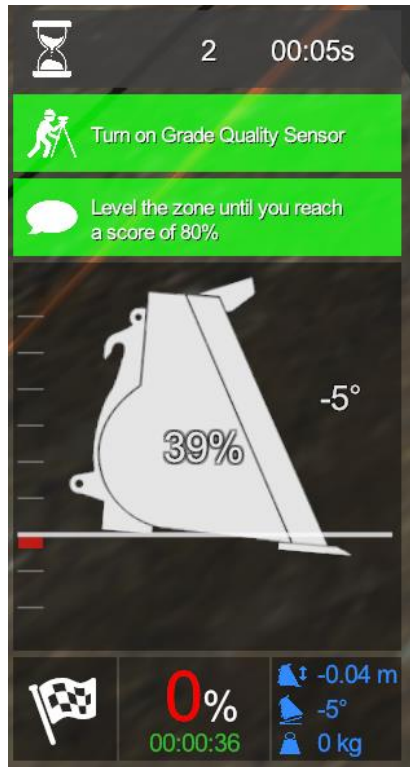 2 00:05s
Turn on Grade Quality Sensor
Level the zone until you reach
a score of 80%
-5°
39%
0%
00:00:36
-0.04 m
-5°
0 kg